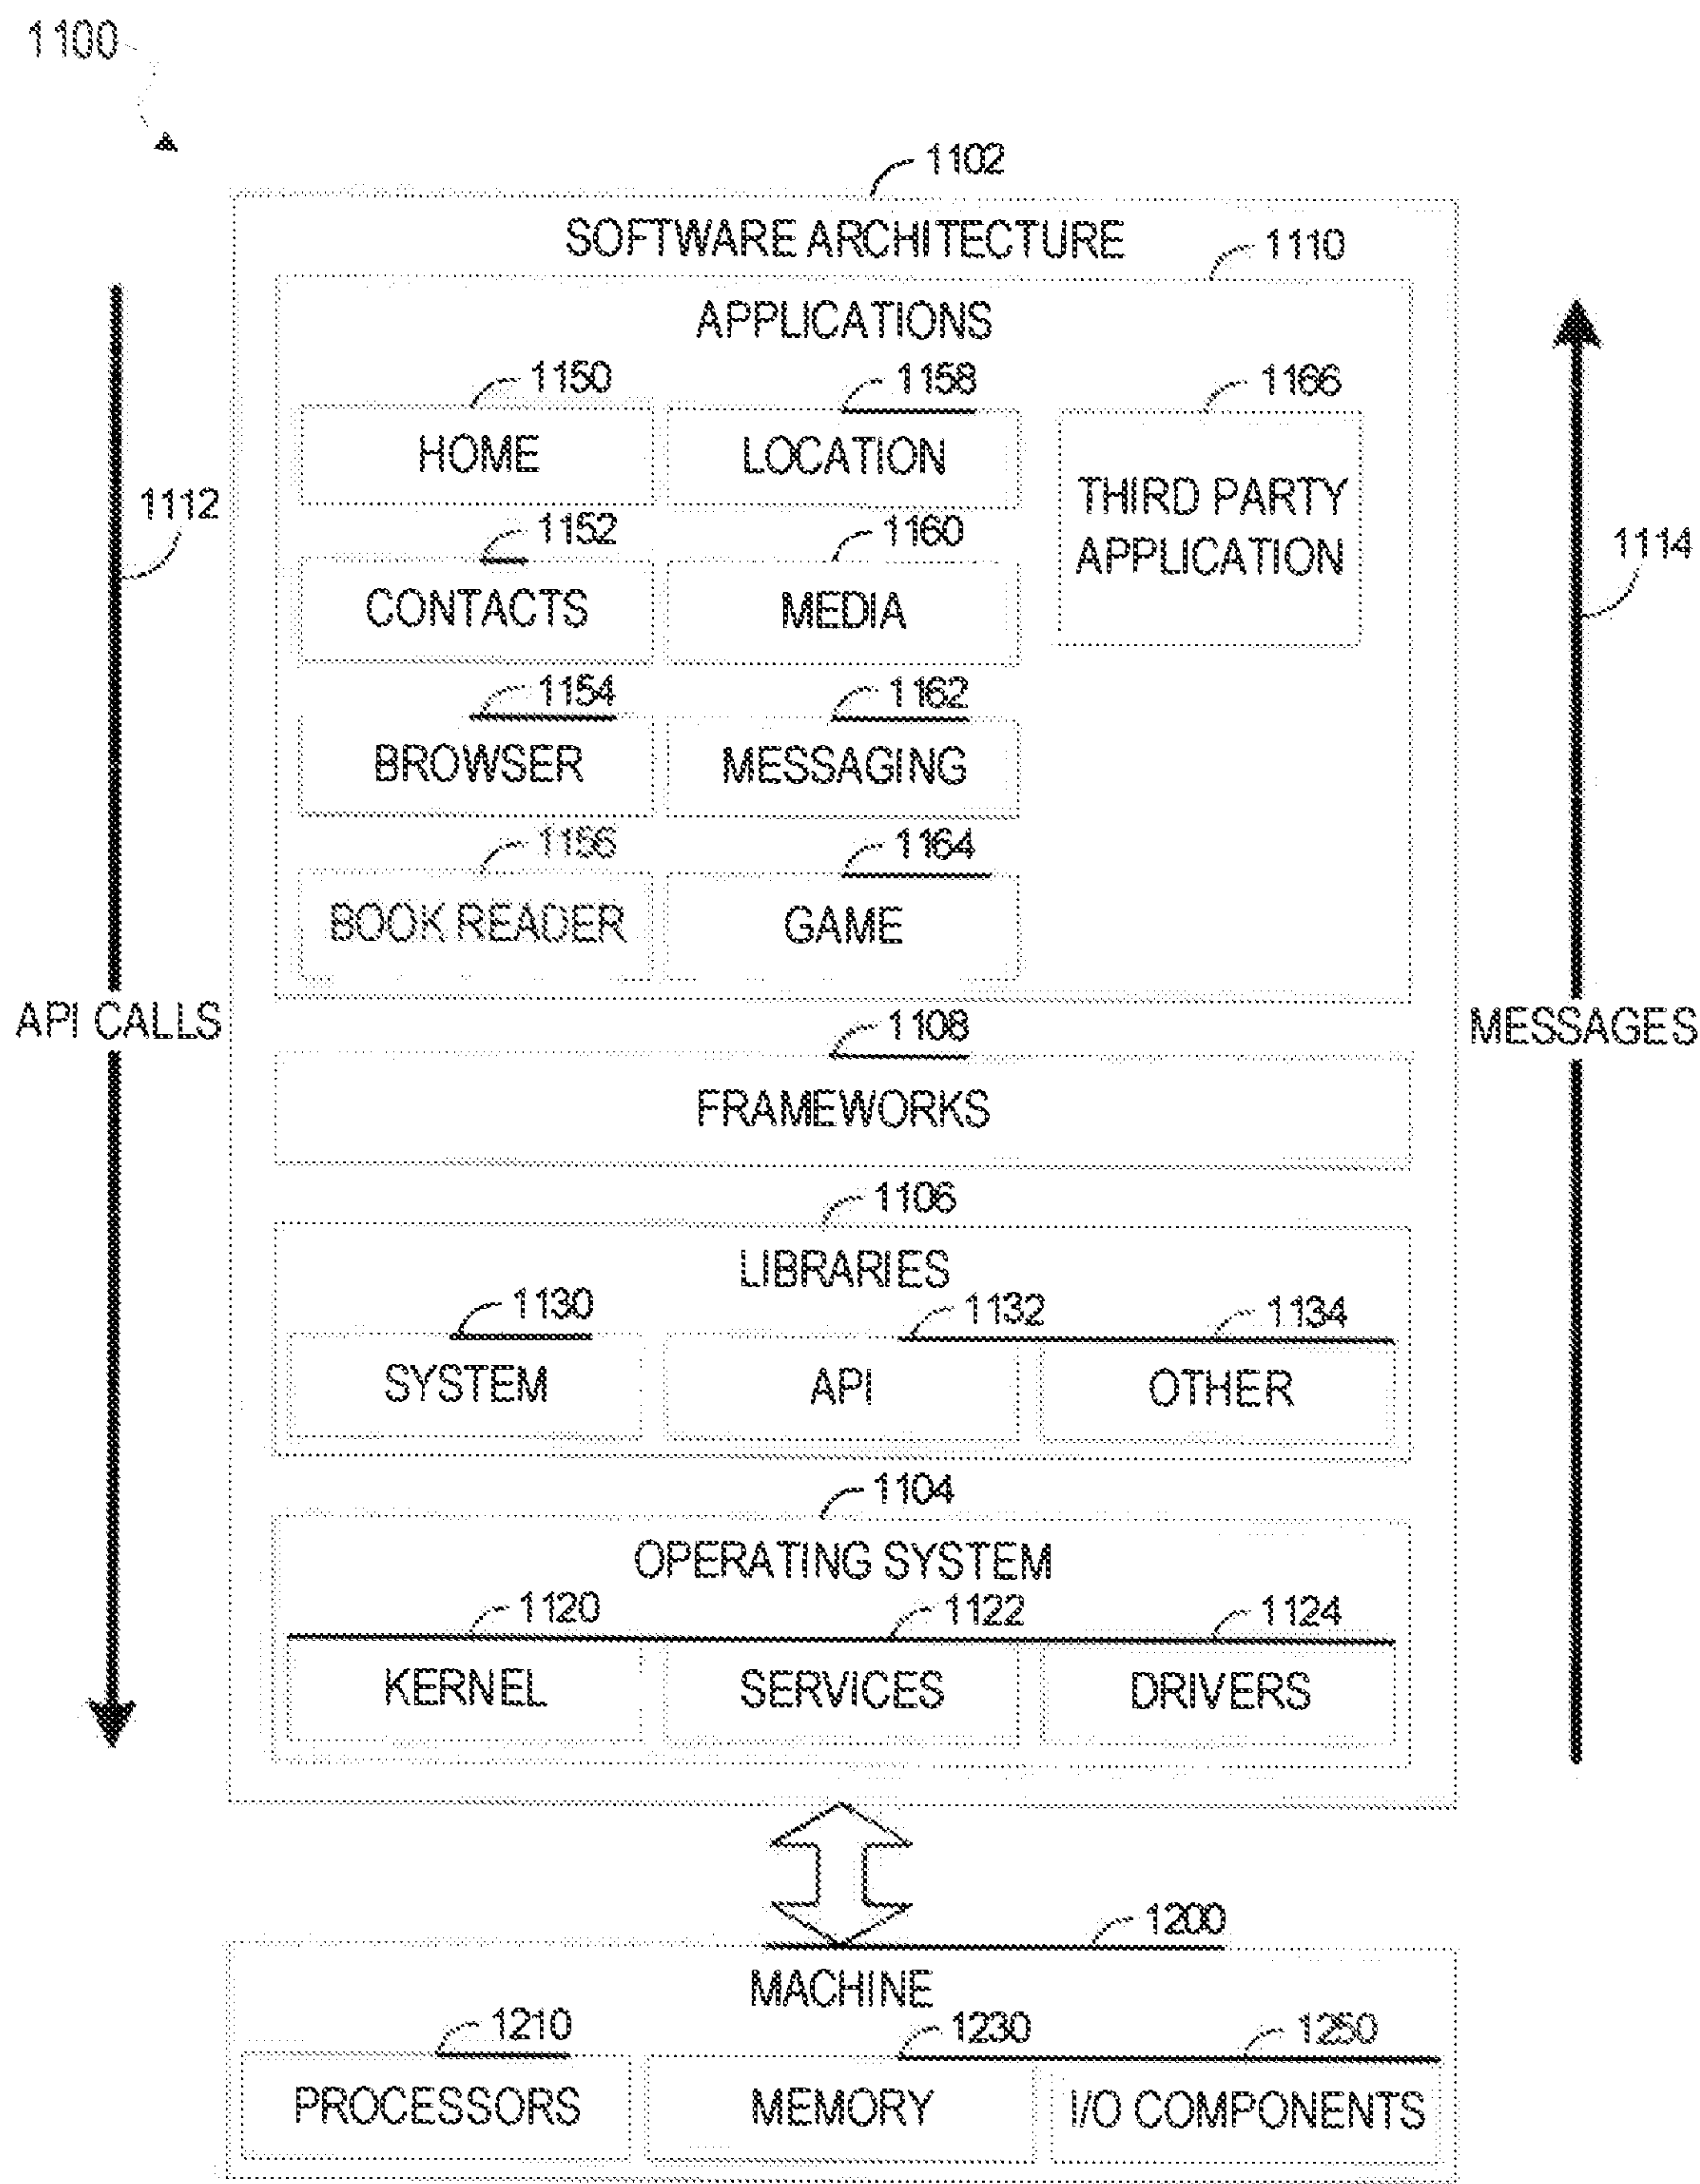 1100
1102
SOFTWARE ARCHITECTURE
1110
APPLICATIONS
1150
1158
1166
HOME
LOCATION
THIRD PARTY
APPLICATION
1112
1152
1160
1114
CONTACTS
MEDIA
1154
1162
BROWSER
MESSAGING
1156
1164
BOOK READER
GAME
API CALLS
MESSAGES
1108
FRAMEWORKS
1106
LIBRARIES
1130
1132
1134
SYSTEM
API
OTHER
1104
OPERATING SYSTEM
1120
1122
1124
KERNEL
SERVICES
DRIVERS
1200
MACHINE
1210
1230
1250
PROCESSORS
MEMORY
I/O COMPONENTS